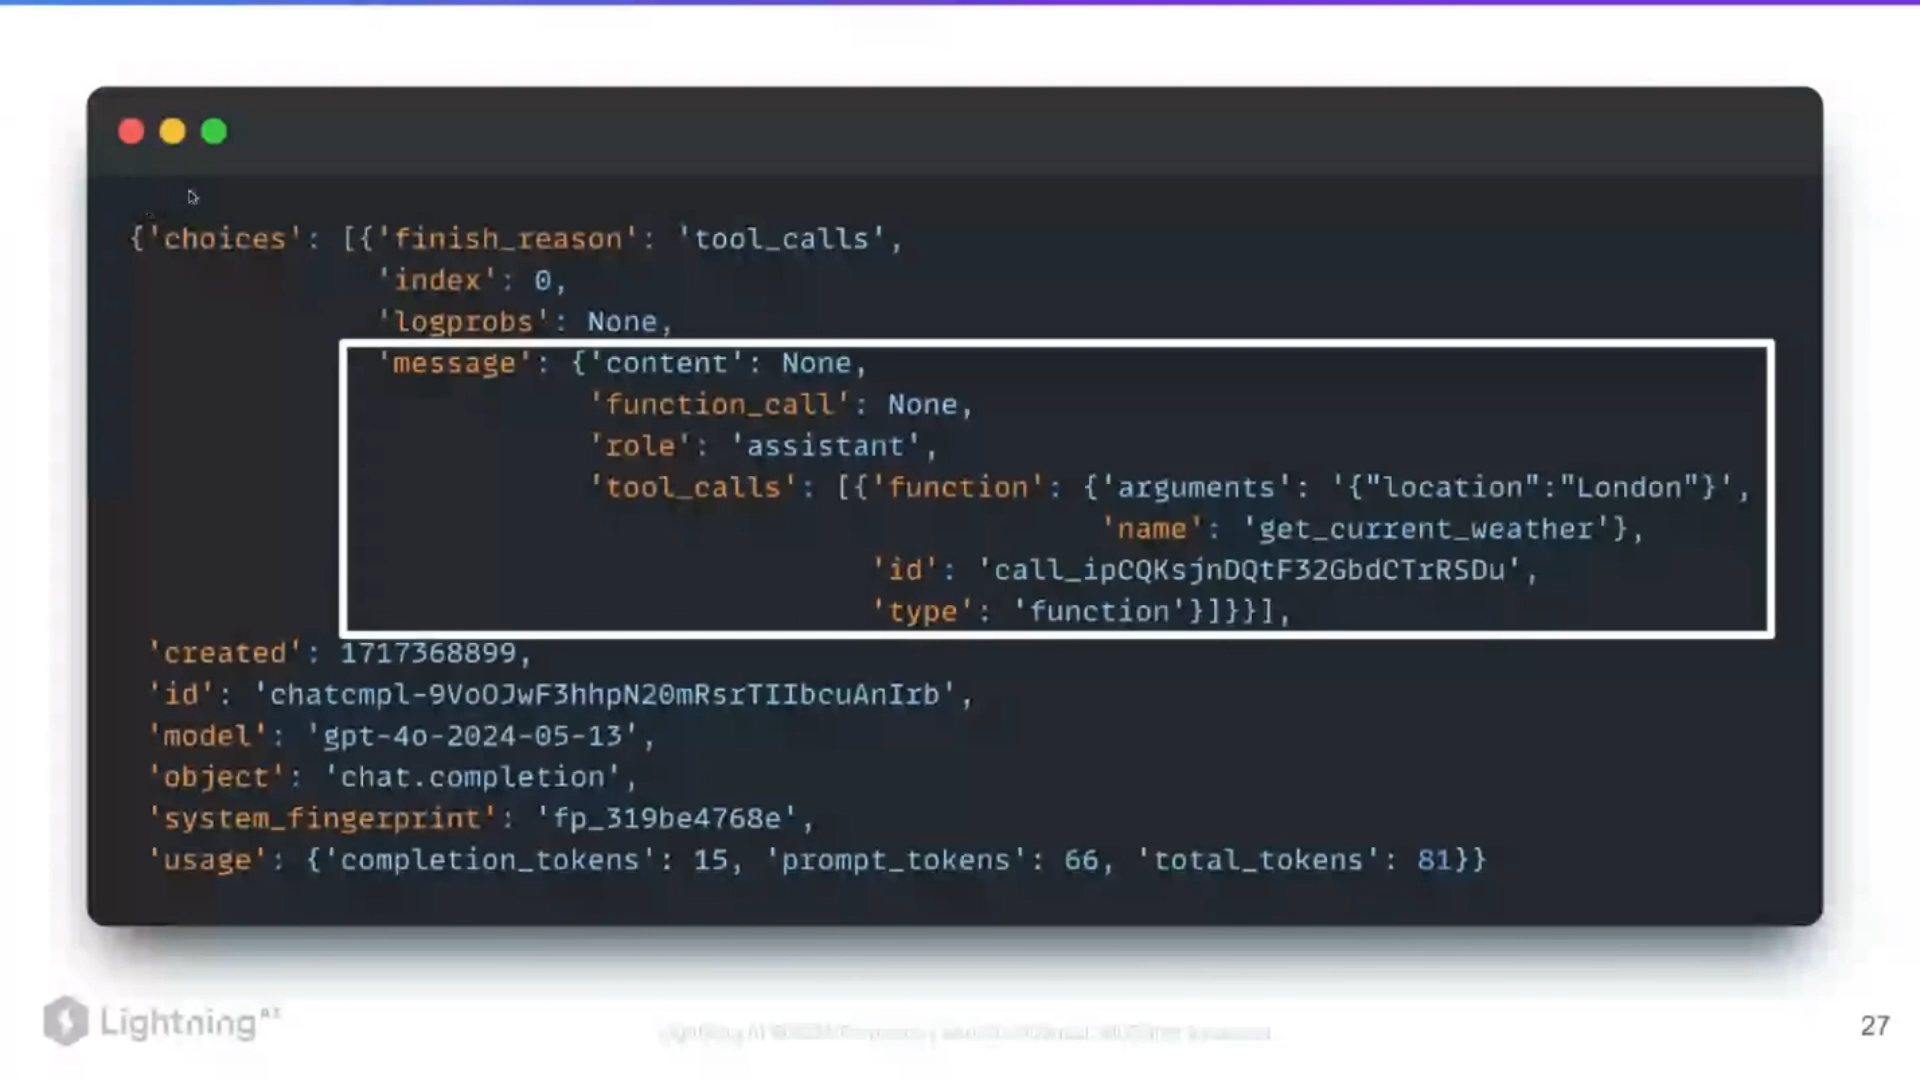 {'choices': [{'finish_reason': 'tool_calls',
'index': 0,
'logprobs': None,
'message': {'content': None,
'function_call': None,
'role': 'assistant',
'tool_calls': [{'function': {'arguments': '{"location":"London"}',
'name': 'get_current_weather'},
'id': 'call_ipCQKsjnDQtF32GbdCTrRSDu',
'type': 'function'}]}}],
'created': 1717368899,
'id': 'chatcmpl-9VoOJwF3hhpN20mRsrTIIbcuAnIrb',
'model': 'gpt-4o-2024-05-13',
'object': 'chat.completion',
'system_fingerprint': 'fp_319be4768e',
'usage': {'completion_tokens': 15, 'prompt_tokens': 66, 'total_tokens': 81}}
Lightning AI
27